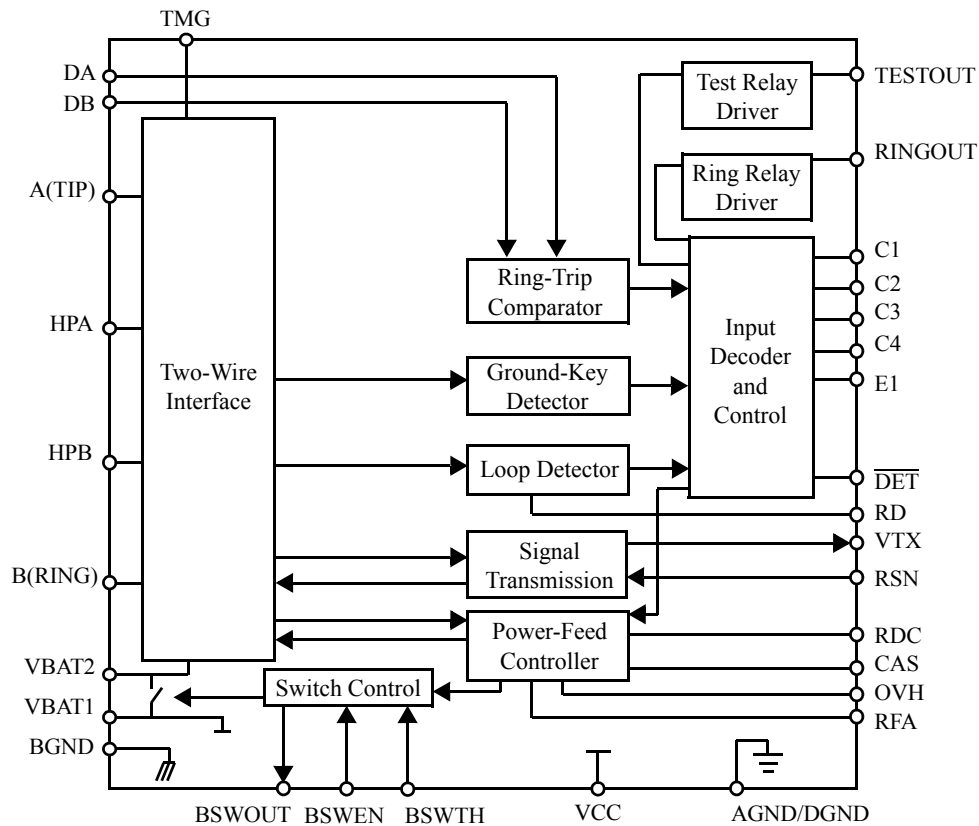 TMG
DA
DB
A(TIP)
HPA
HPB
B(RING)
VBAT2
VBAT1
BGND
Two-Wire
Interface
Test Relay
Driver
Ring Relay
Driver
Ring-Trip
Comparator
Ground-Key
Detector
Loop Detector
Signal
Transmission
Power-Feed
Controller
Switch Control
Input
Decoder
and
Control
TESTOUT
RINGOUT
C1
C2
C3
C4
E1
DET
RD
VTX
RSN
RDC
CAS
OVH
RFA
BSWOUT
BSWEN
BSWTH
VCC
AGND/DGND